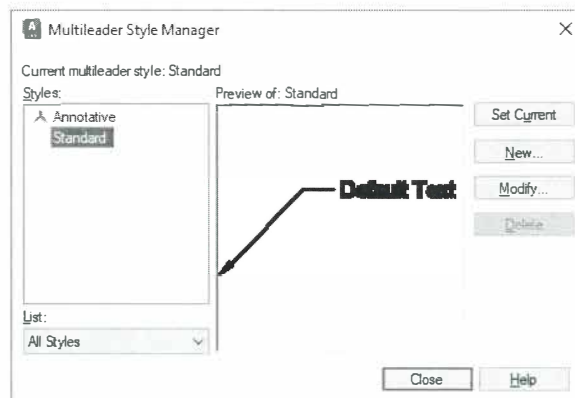 Multileader Style Manager
Current multileader style: Standard
Styles:
Preview of: Standard
Annotative
Standard
Default Text
Set Current
New...
Modify...
Delete
List:
All Styles
Close
Help